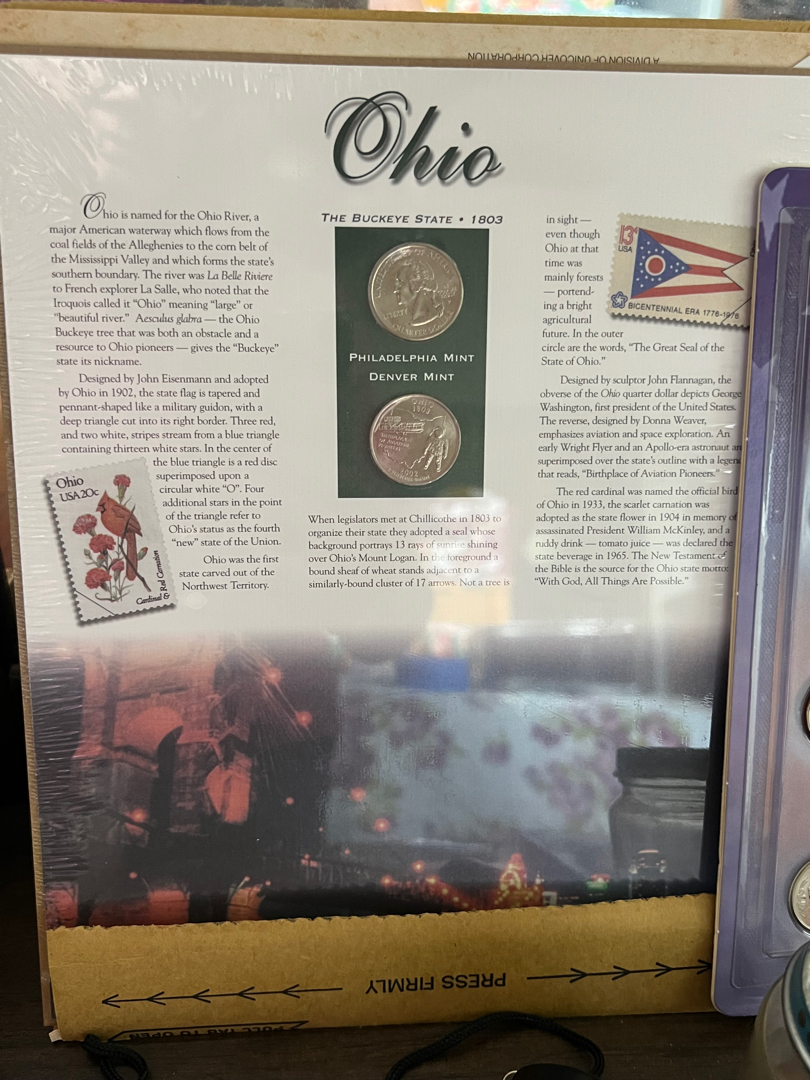 A DIVISION OF UNICOVER CORPORATION
Ohio
Ohio is named for the Ohio River, a
major American waterway which flows from the
coal fields of the Alleghenies to the corn belt of
the Mississippi Valley and which forms the state's
southern boundary. The river was La Belle Riviere
to French explorer La Salle, who noted that the
Iroquois called it "Ohio" meaning "large" or
"beautiful river." Aesculus glabra — the Ohio
Buckeye tree that was both an obstacle and a
resource to Ohio pioneers — gives the "Buckeye"
state its nickname.
Designed by John Eisenmann and adopted
by Ohio in 1902, the state flag is tapered and
pennant-shaped like a military guidon, with a
deep triangle cut into its right border. Three red,
and two white, stripes stream from a blue triangle
containing thirteen white stars. In the center of
the blue triangle is a red disc
superimposed upon a
circular white "O". Four
additional stars in the point
of the triangle refer to
Ohio's status as the fourth
"new" state of the Union.
Ohio was the first
state carved out of the
Northwest Territory.
Ohio
USA 20c
Cardinal &
Red Carnation
THE BUCKEYE STATE • 1803
LIBERTY
QUARTER DOLLAR
PHILADELPHIA MINT
DENVER MINT
OHIO
1803
BIRTHPLACE
OF AVIATION
PIONEERS
2002
When legislators met at Chillicothe in 1803 to
organize their state they adopted a seal whose
background portrays 13 rays of sunrise shining
over Ohio's Mount Logan. In the foreground a
bound sheaf of wheat stands adjacent to a
similarly-bound cluster of 17 arrows. Not a tree is
in sight —
even though
Ohio at that
time was
mainly forests
— portend-
ing a bright
agricultural
future. In the outer
circle are the words, "The Great Seal of the
State of Ohio."
13c
USA
BICENTENNIAL ERA 1776-1976
Designed by sculptor John Flannagan, the
obverse of the Ohio quarter dollar depicts George
Washington, first president of the United States.
The reverse, designed by Donna Weaver,
emphasizes aviation and space exploration. An
early Wright Flyer and an Apollo-era astronaut
superimposed over the state's outline with a legend
that reads, "Birthplace of Aviation Pioneers."
The red cardinal was named the official bird
of Ohio in 1933, the scarlet carnation was
adopted as the state flower in 1904 in memory of
assassinated President William McKinley, and a
ruddy drink — tomato juice — was declared the
state beverage in 1965. The New Testament of
the Bible is the source for the Ohio state motto:
"With God, All Things Are Possible."
PRESS FIRMLY
PULL TAB TO OPEN